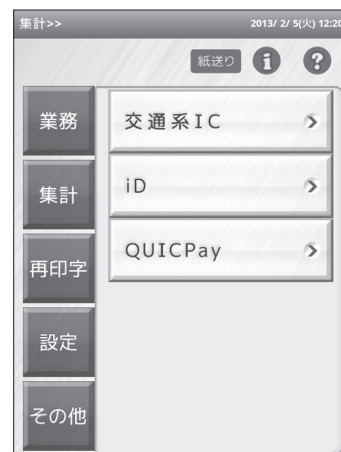 集計>> 2013/ 2/ 5(火) 12:20
紙送り i ?
業務
集計
再印字
設定
その他
交通系IC >
iD >
QUICPay >